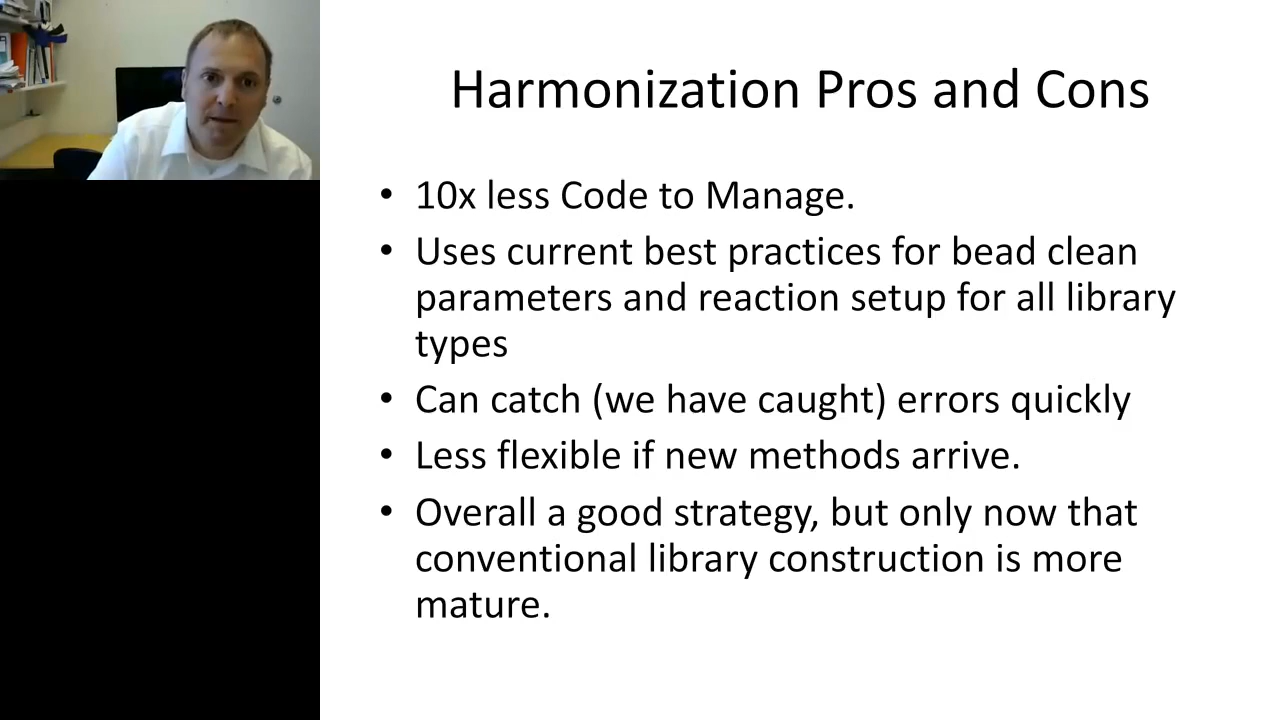 Harmonization Pros and Cons
• 10x less Code to Manage.
• Uses current best practices for bead clean
parameters and reaction setup for all library
types
• Can catch (we have caught) errors quickly
• Less flexible if new methods arrive.
• Overall a good strategy, but only now that
conventional library construction is more
mature.